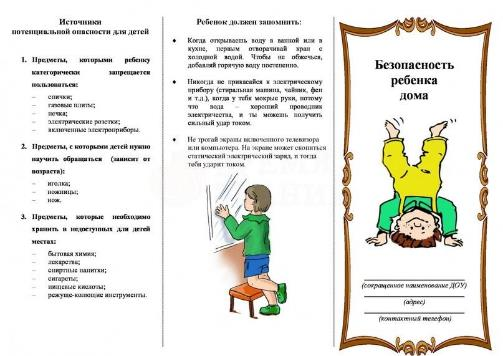 Источники
потенциальной опасности для детей
1. Предметы, которыми ребенку
категорически запрещается
пользоваться:
– спички;
– газовые плиты;
– печка;
– электрические розетки;
– включенные электроприборы.
2. Предметы, с которыми детей нужно
научить обращаться (зависит от
возраста):
– иголка;
– ножницы;
– нож.
3. Предметы, которые необходимо
хранить в недоступных для детей
местах:
– бытовая химия;
– лекарства;
– спиртные напитки;
– сигареты;
– пищевые кислоты;
– режуще-колющие инструменты.
Ребенок должен запомнить:
• Когда открываешь воду в ванной или в
кухне, первым отворачивай кран с
холодной водой. Чтобы не обжечься,
добавляй горячую воду постепенно.
• Никогда не прикасайся к электрическому
прибору (стиральная машина, чайник, фен
и т.д.), когда у тебя мокрые руки, потому
что вода – хороший проводник
электричества, и ты можешь получить
сильный удар током.
• Не трогай экраны включенного телевизора
или компьютера. На экране может скопиться
статический электрический заряд, и тогда
тебя ударит током.
Безопасность
ребенка
дома
(сокращенное наименование ДОУ)
(адрес)
(контактный телефон)